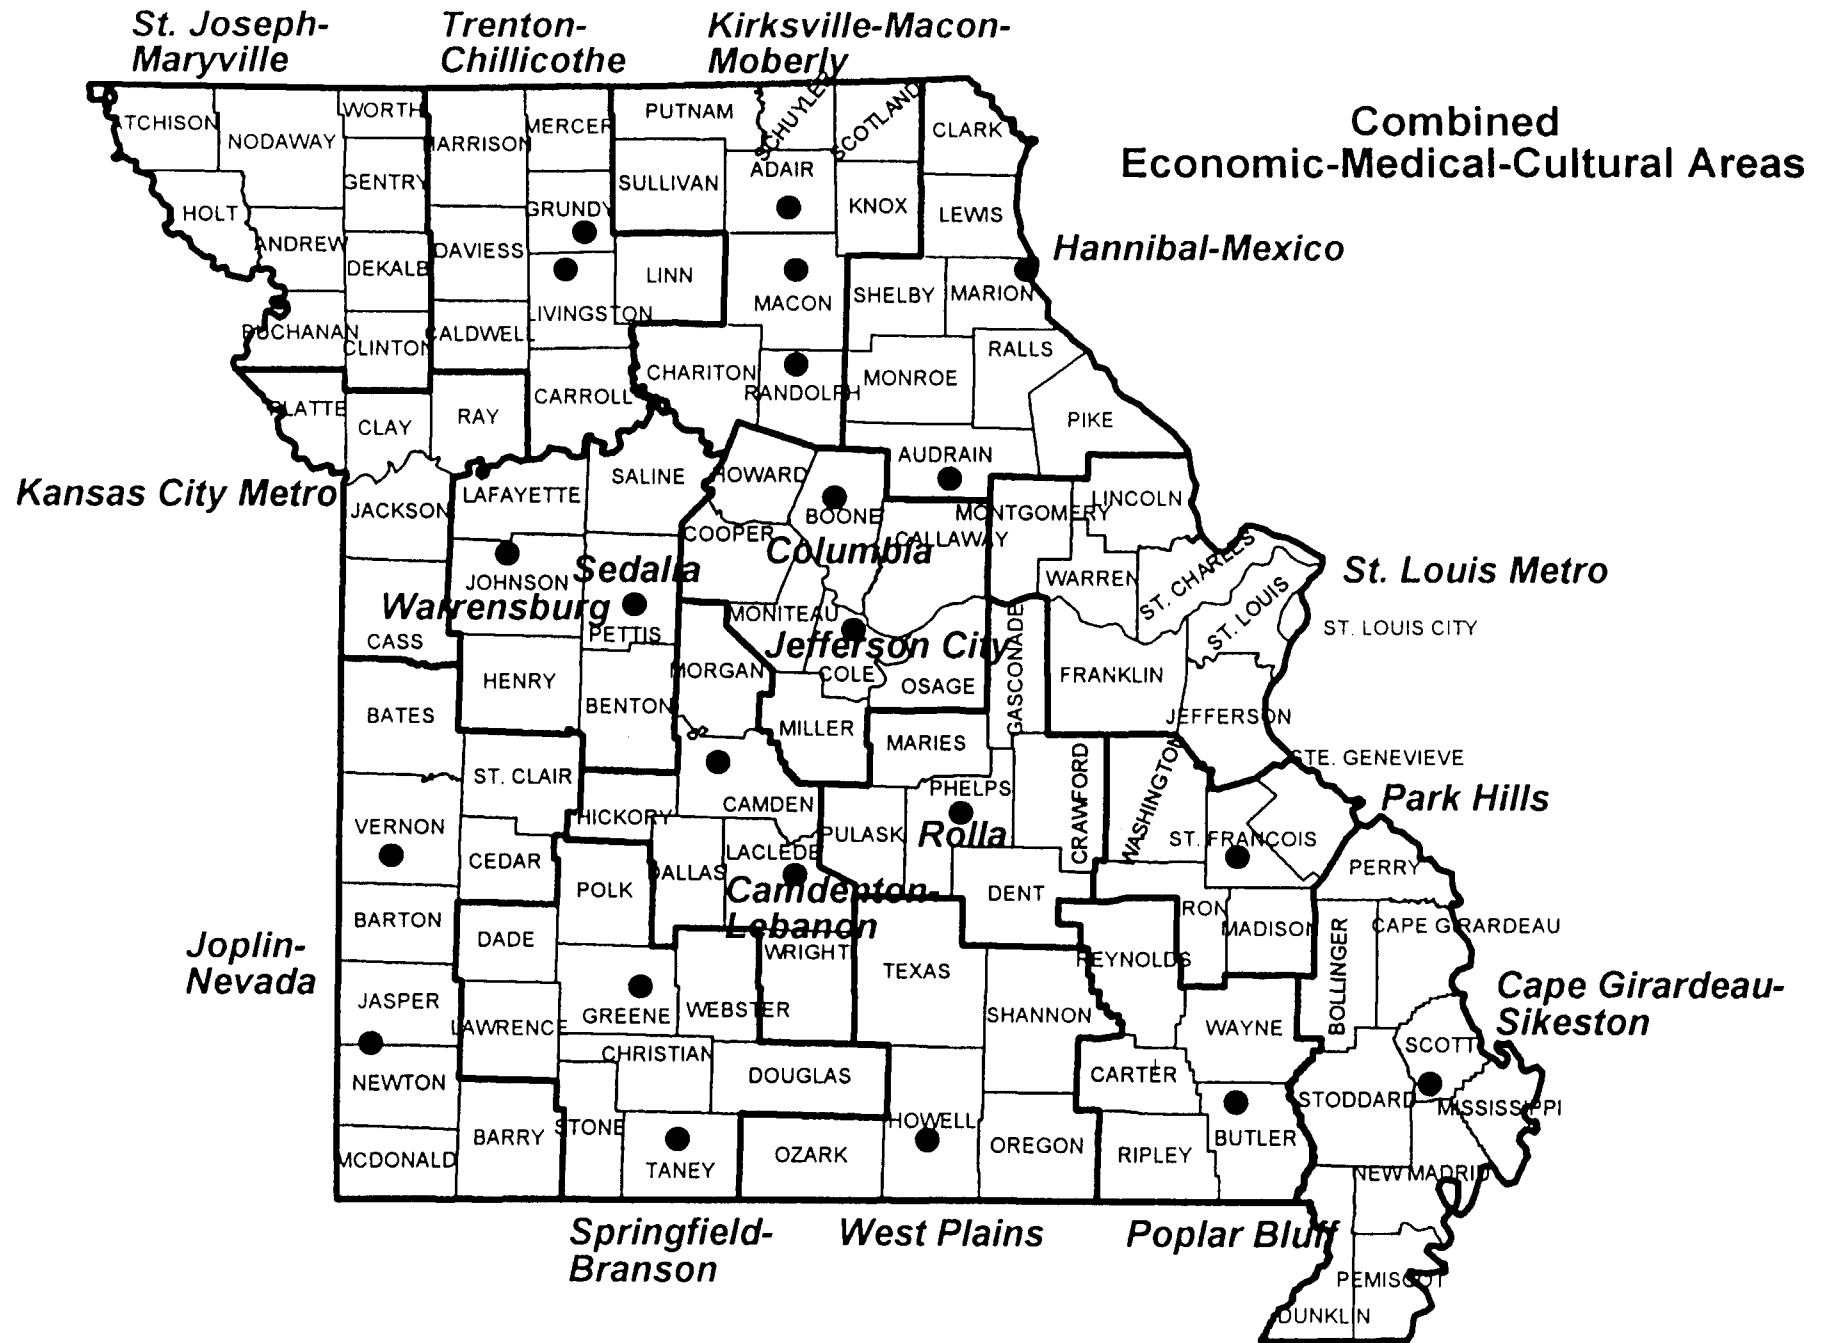 St. Joseph-
Maryville
Trenton-
Chillicothe
Kirksville-Macon-
Moberly
Combined
Economic-Medical-Cultural Areas
ATCHISON
NODAWAY
WORTH
HARRISON
MERCER
PUTNAM
SCHUYLER
SCOTLAND
CLARK
GENTRY
SULLIVAN
ADAIR
KNOX
LEWIS
HOLT
GRUNDY
ANDREW
DEKALB
DAVIESS
LINN
MACON
SHELBY
MARION
Hannibal-Mexico
BUCHANAN
CLINTON
CALDWELL
LIVINGSTON
CHARITON
RANDOLPH
MONROE
RALLS
PLATTE
CLAY
RAY
CARROLL
PIKE
AUDRAIN
Kansas City Metro
JACKSON
LAFAYETTE
SALINE
HOWARD
BOONE
MONTGOMERY
LINCOLN
COOPER
CALLAWAY
Columbia
JOHNSON
Sedalia
WARREN
ST. CHARLES
ST. LOUIS
St. Louis Metro
Warrensburg
PETTIS
MONITEAU
Jefferson City
ST. LOUIS CITY
CASS
HENRY
MORGAN
COLE
OSAGE
GASCONADE
FRANKLIN
BATES
BENTON
MILLER
MARIES
JEFFERSON
ST. CLAIR
CAMDEN
PHELPS
CRAWFORD
WASHINGTON
STE. GENEVIEVE
Park Hills
VERNON
HICKORY
PULASK
Rolla
ST. FRANCOIS
CEDAR
POLK
DALLAS
LACLEDE
Camdenton-
Lebanon
DENT
IRON
MADISON
PERRY
BARTON
DADE
WRIGHT
TEXAS
REYNOLDS
BOLLINGER
CAPE GIRARDEAU
Joplin-
Nevada
JASPER
LAWRENCE
GREENE
WEBSTER
SHANNON
WAYNE
Cape Girardeau-
Sikeston
SCOTT
NEWTON
CHRISTIAN
DOUGLAS
CARTER
STODDARD
MISSISSIPPI
MCDONALD
BARRY
STONE
TANEY
OZARK
HOWELL
OREGON
RIPLEY
BUTLER
NEW MADRID
Springfield-
Branson
West Plains
Poplar Bluff
PEMISCOT
DUNKLIN